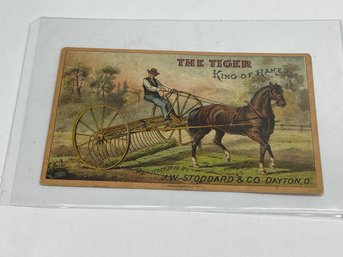 THE TIGER
KING OF RAKES
MANUFACTURED BY
J.W. STODDARD & CO DAYTON, O.